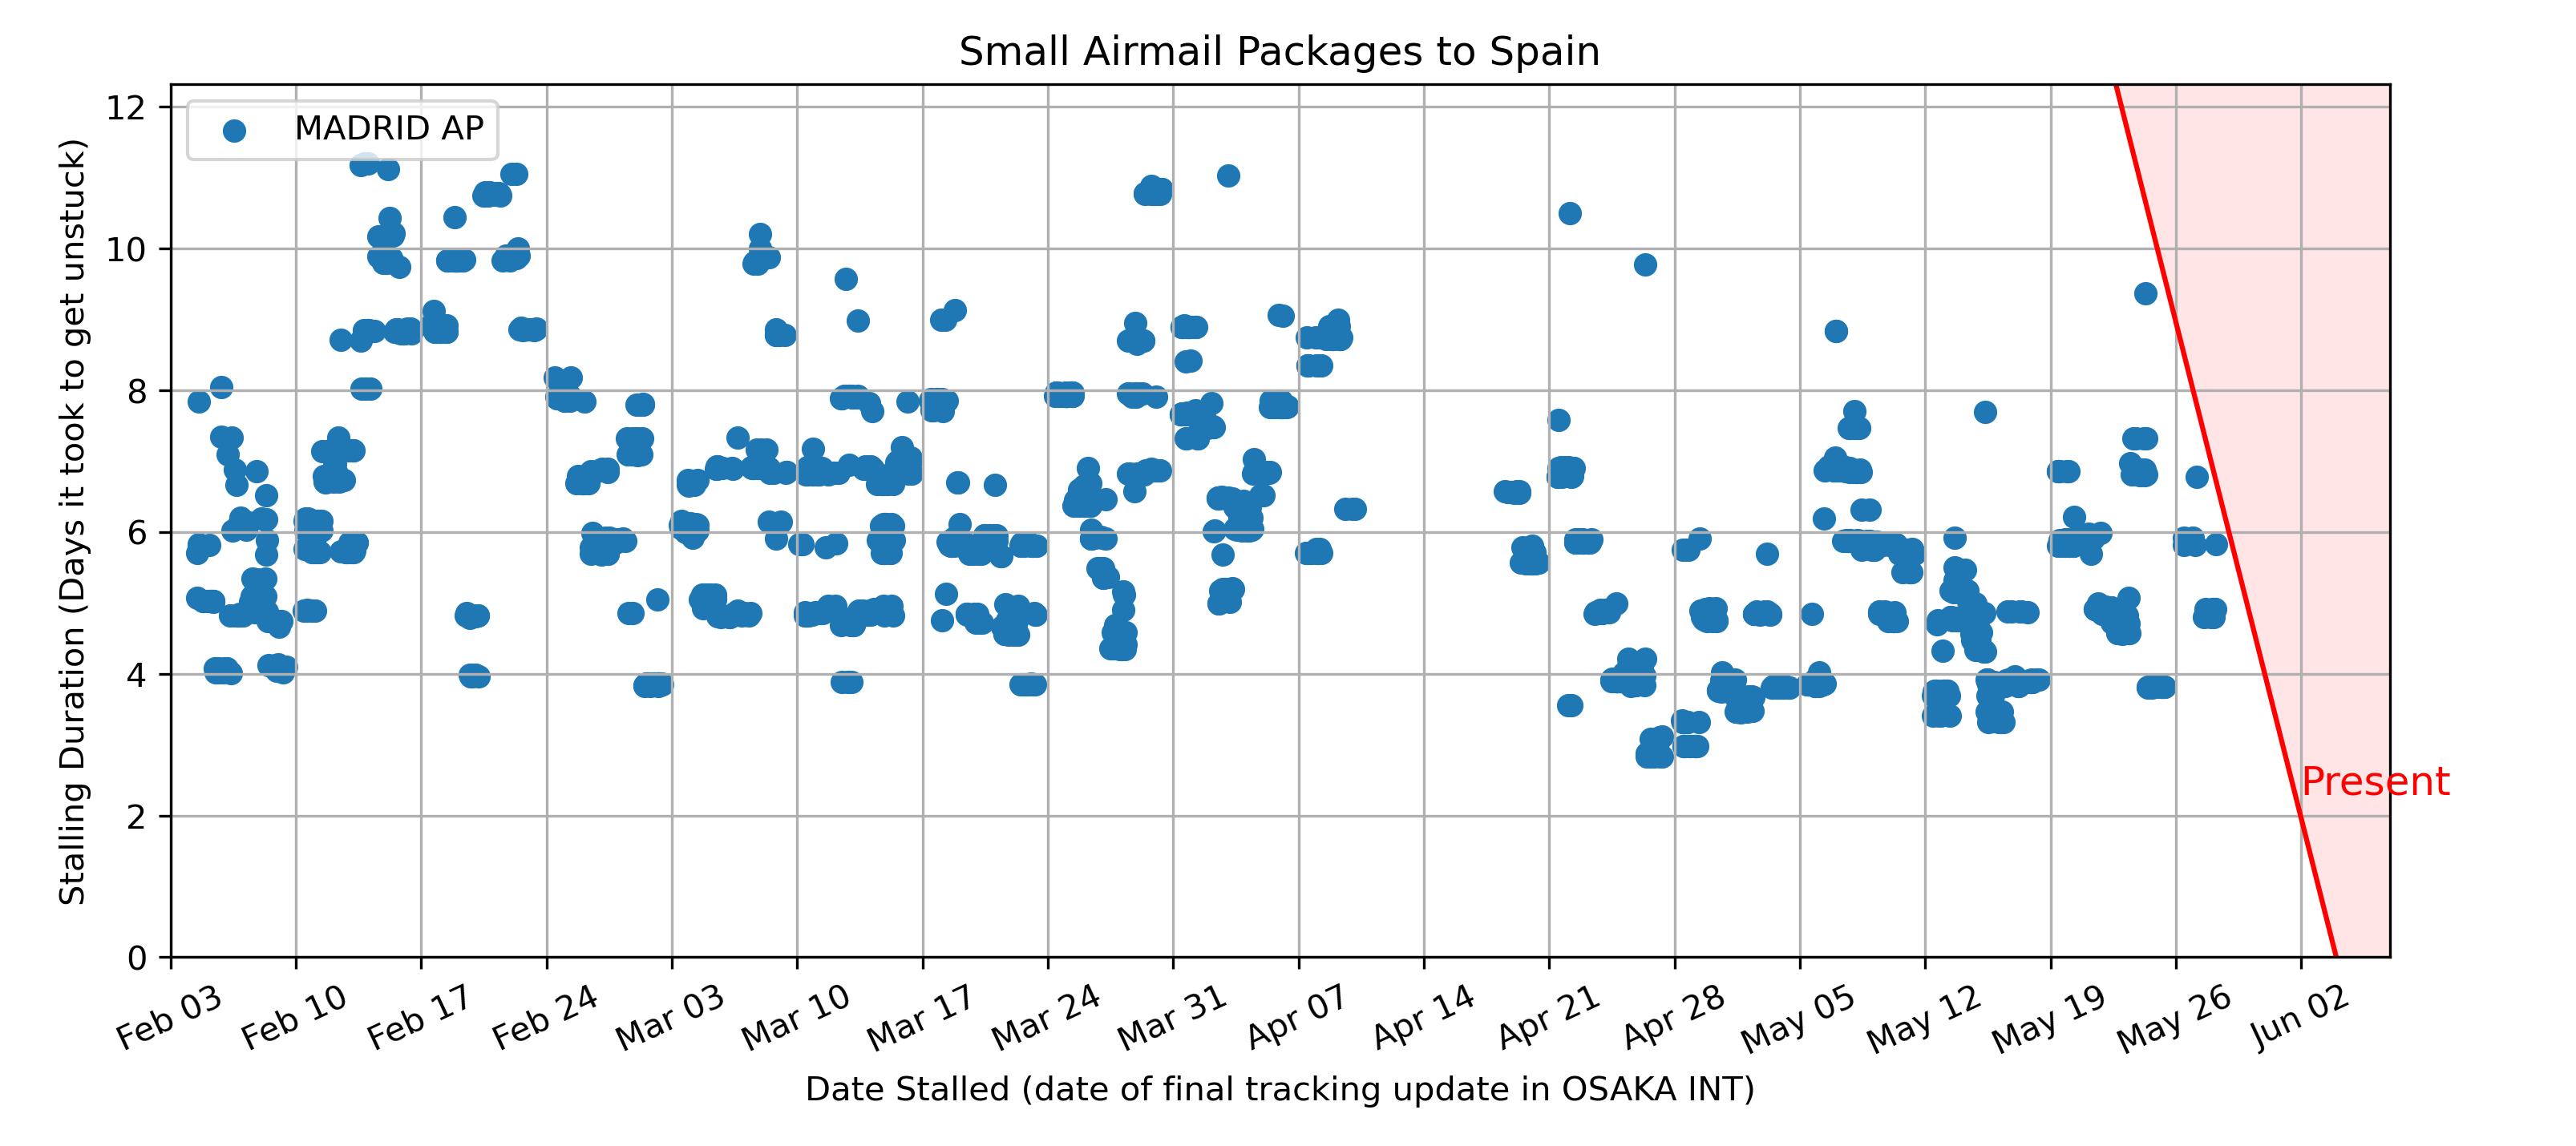 Small Airmail Packages to Spain
MADRID AP
Stalling Duration (Days it took to get unstuck)
12
10
8
6
4
2
0
Present
Feb 03
Feb 10
Feb 17
Feb 24
Mar 03
Mar 10
Mar 17
Mar 24
Mar 31
Apr 07
Apr 14
Apr 21
Apr 28
May 05
May 12
May 19
May 26
Jun 02
Date Stalled (date of final tracking update in OSAKA INT)